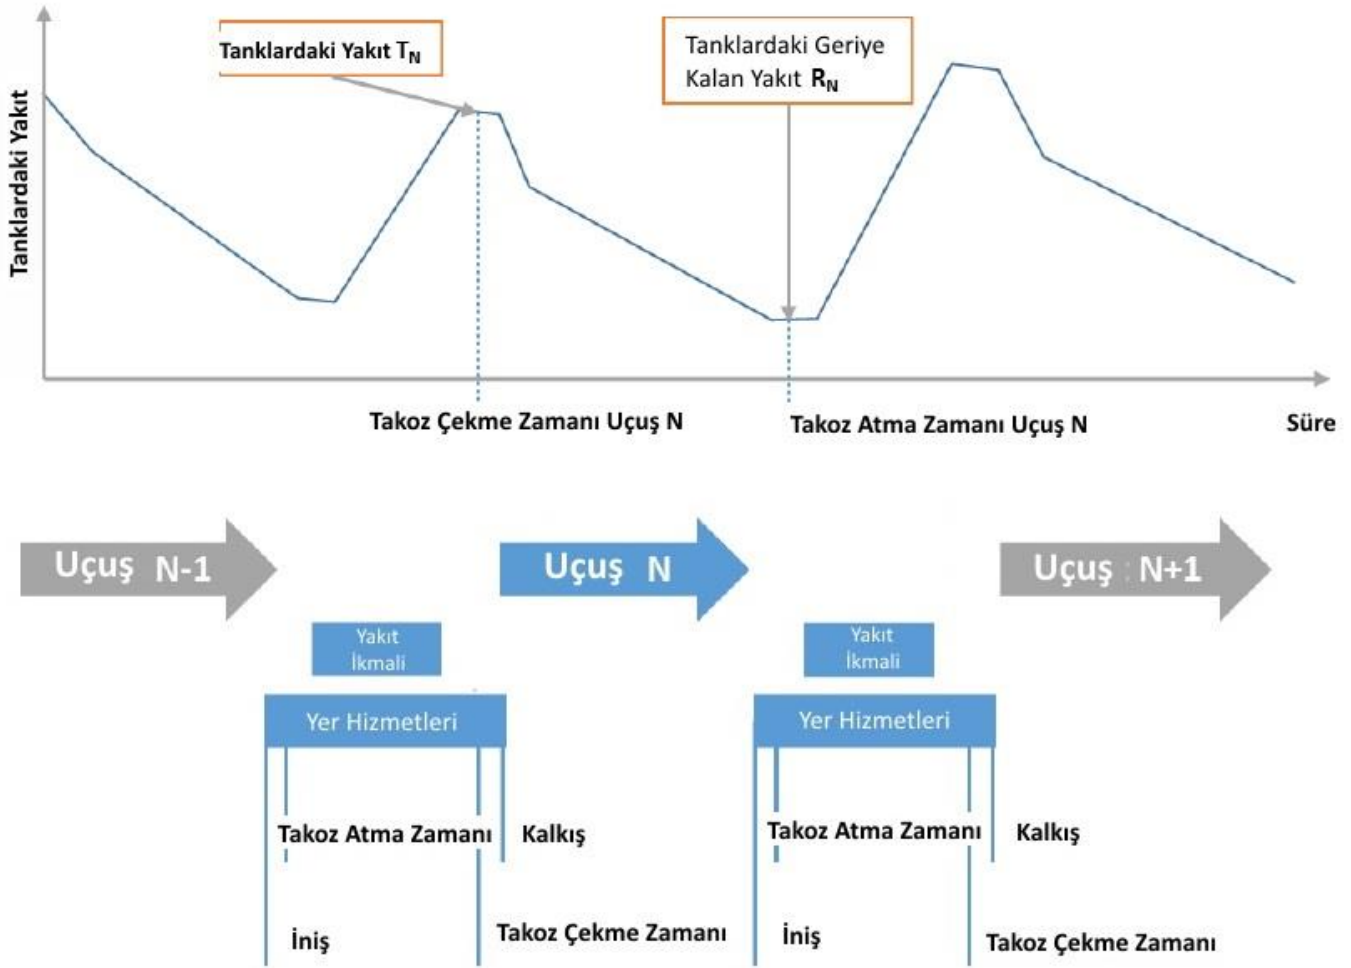 Tanklardaki Yakıt
Tanklardaki Yakıt TN
Tanklardaki Geriye
Kalan Yakıt RN
Takoz Çekme Zamanı Uçuş N
Takoz Atma Zamanı Uçuş N
Süre
Uçuş N-1
Uçuş N
Uçuş N+1
Yakıt
İkmali
Yakıt
İkmali
Yer Hizmetleri
Yer Hizmetleri
Takoz Atma Zamanı
Kalkış
Takoz Atma Zamanı
Kalkış
İniş
Takoz Çekme Zamanı
İniş
Takoz Çekme Zamanı